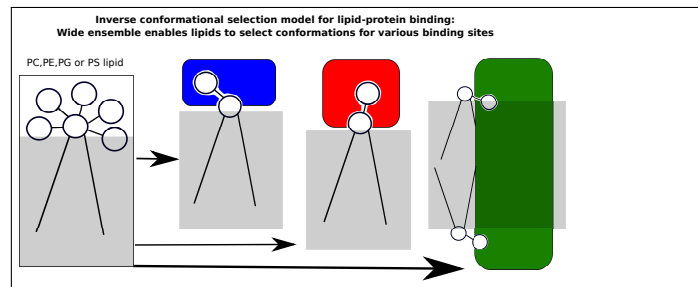 Inverse conformational selection model for lipid-protein binding:
Wide ensemble enables lipids to select conformations for various binding sites
PC,PE,PG or PS lipid